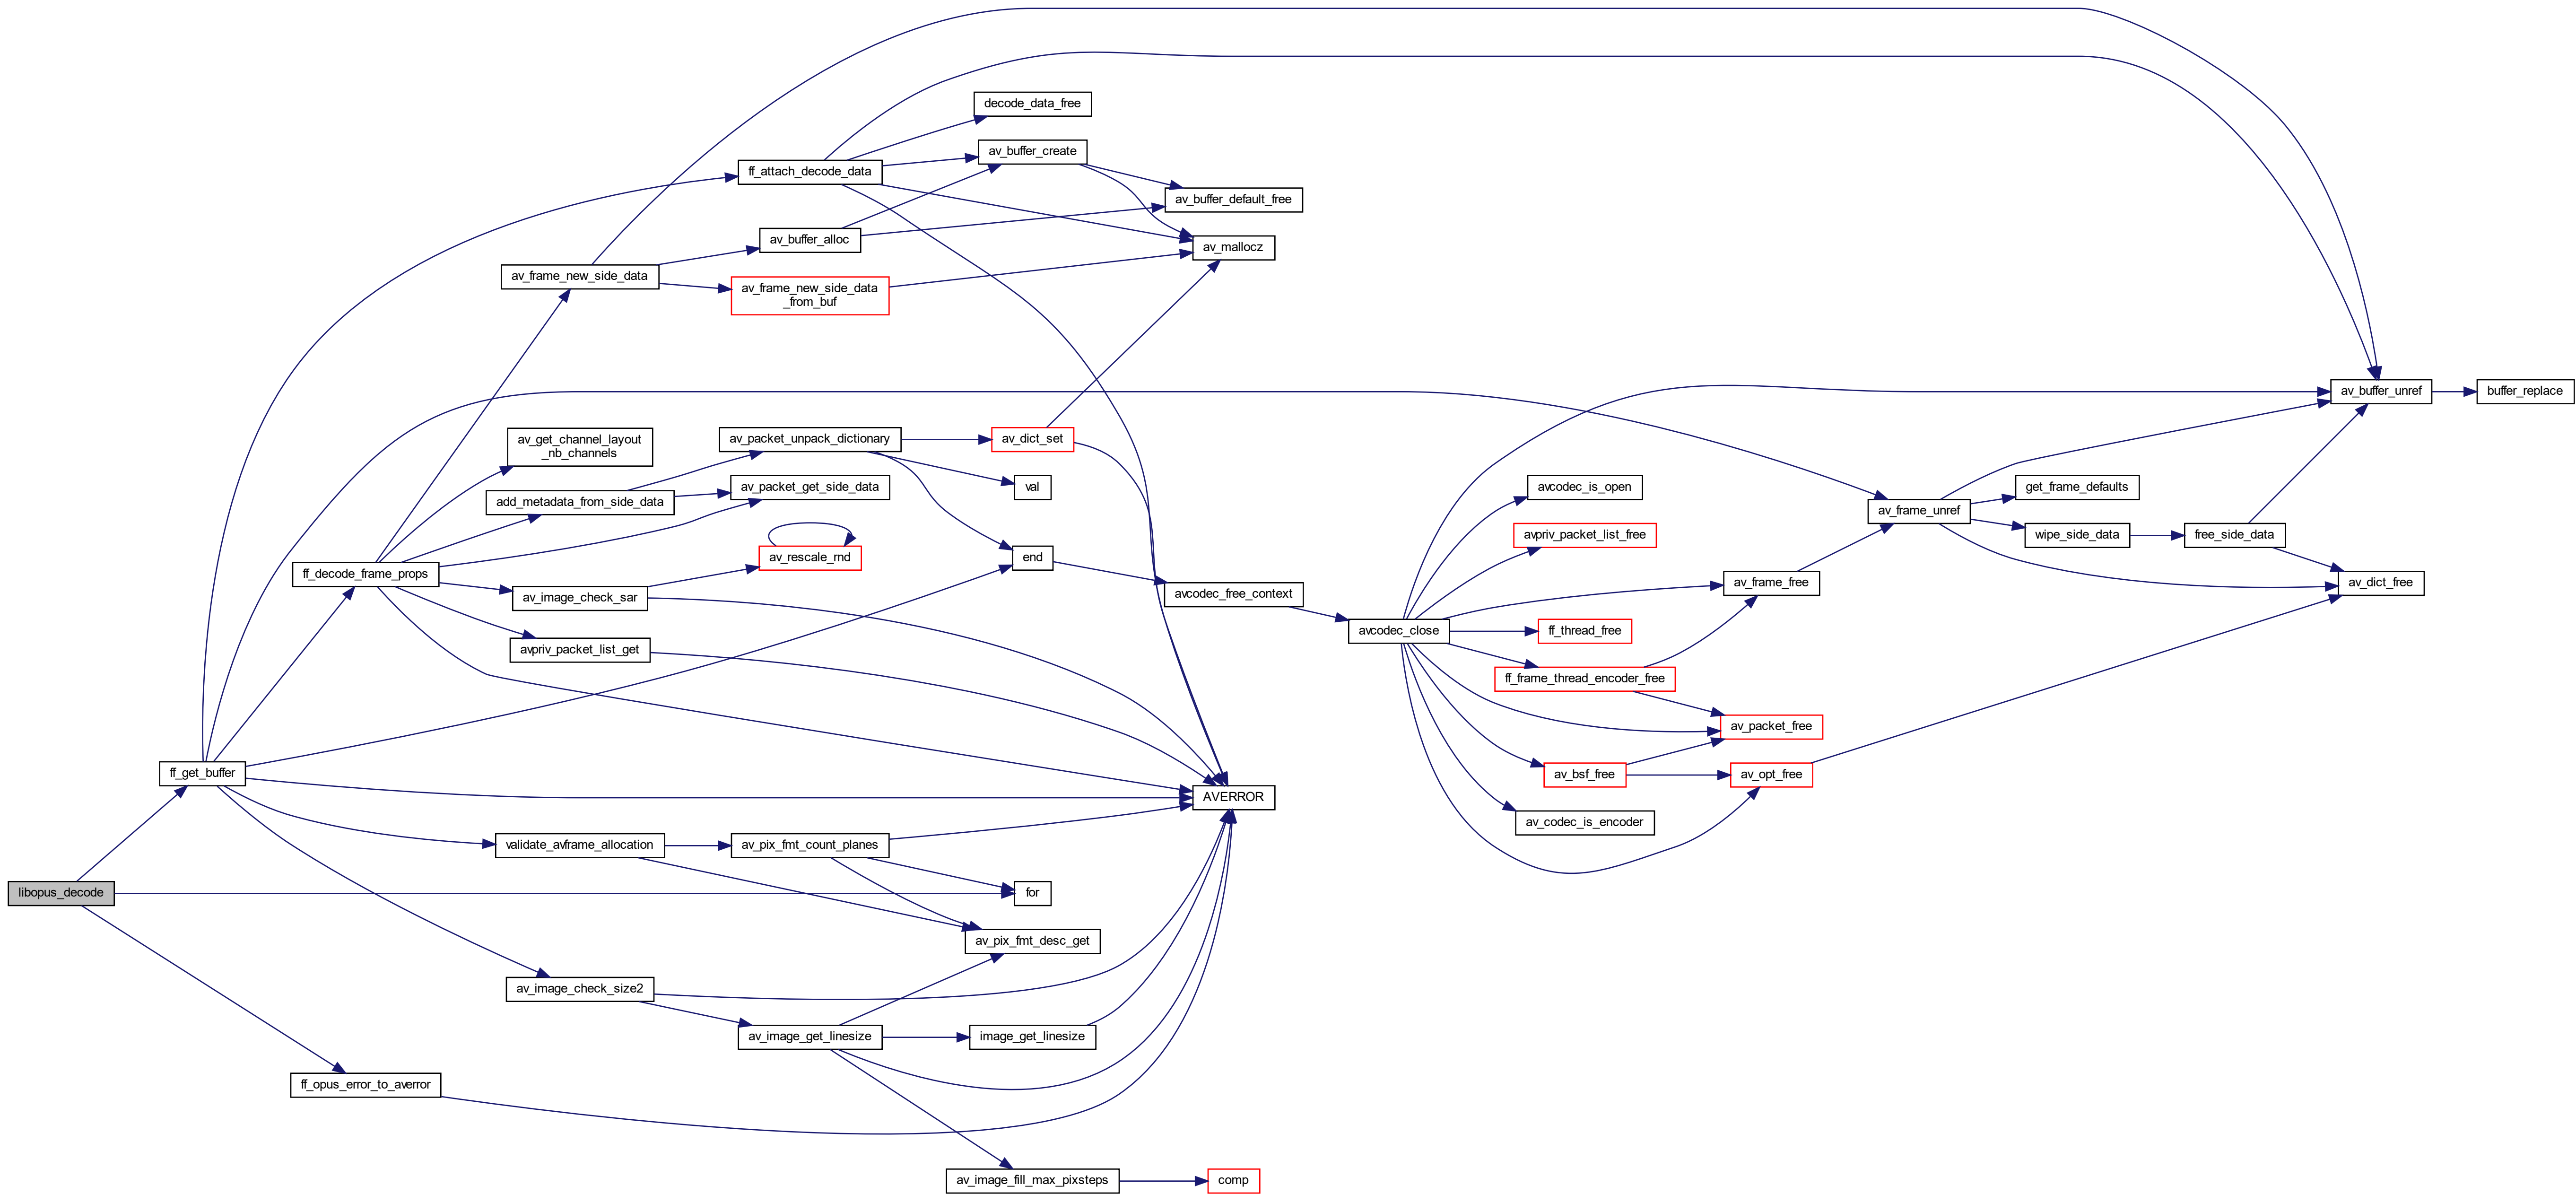 decode_data_free
av_buffer_create
ff_attach_decode_data
av_buffer_default_free
av_buffer_alloc
av_mallocz
av_frame_new_side_data
av_frame_new_side_data
_from_buf
av_buffer_unref
buffer_replace
av_get_channel_layout
_nb_channels
av_packet_unpack_dictionary
av_dict_set
add_metadata_from_side_data
av_packet_get_side_data
val
avcodec_is_open
get_frame_defaults
av_frame_unref
avpriv_packet_list_free
wipe_side_data
free_side_data
av_rescale_rnd
end
ff_decode_frame_props
av_image_check_sar
avcodec_free_context
av_frame_free
av_dict_free
avcodec_close
ff_thread_free
avpriv_packet_list_get
ff_frame_thread_encoder_free
av_packet_free
ff_get_buffer
av_bsf_free
av_opt_free
AVERROR
av_codec_is_encoder
validate_avframe_allocation
av_pix_fmt_count_planes
libopus_decode
for
av_pix_fmt_desc_get
av_image_check_size2
av_image_get_linesize
image_get_linesize
ff_opus_error_to_averror
av_image_fill_max_pixsteps
comp